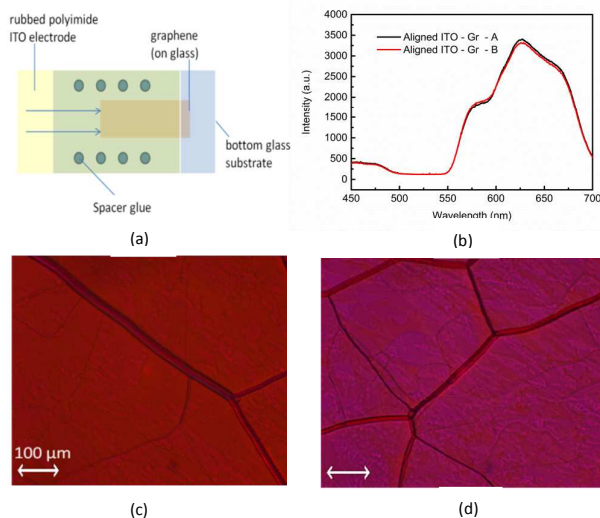 rubbed polyimide
ITO electrode
graphene
(on glass)
bottom glass
substrate
Spacer glue
(a)
Aligned ITO - Gr - A
Aligned ITO - Gr - B
Intensity (a.u.)
4000
3500
3000
2500
2000
1500
1000
500
0
450 500 550 600 650 700
Wavelength (nm)
(b)
100 μm
(c)
(d)